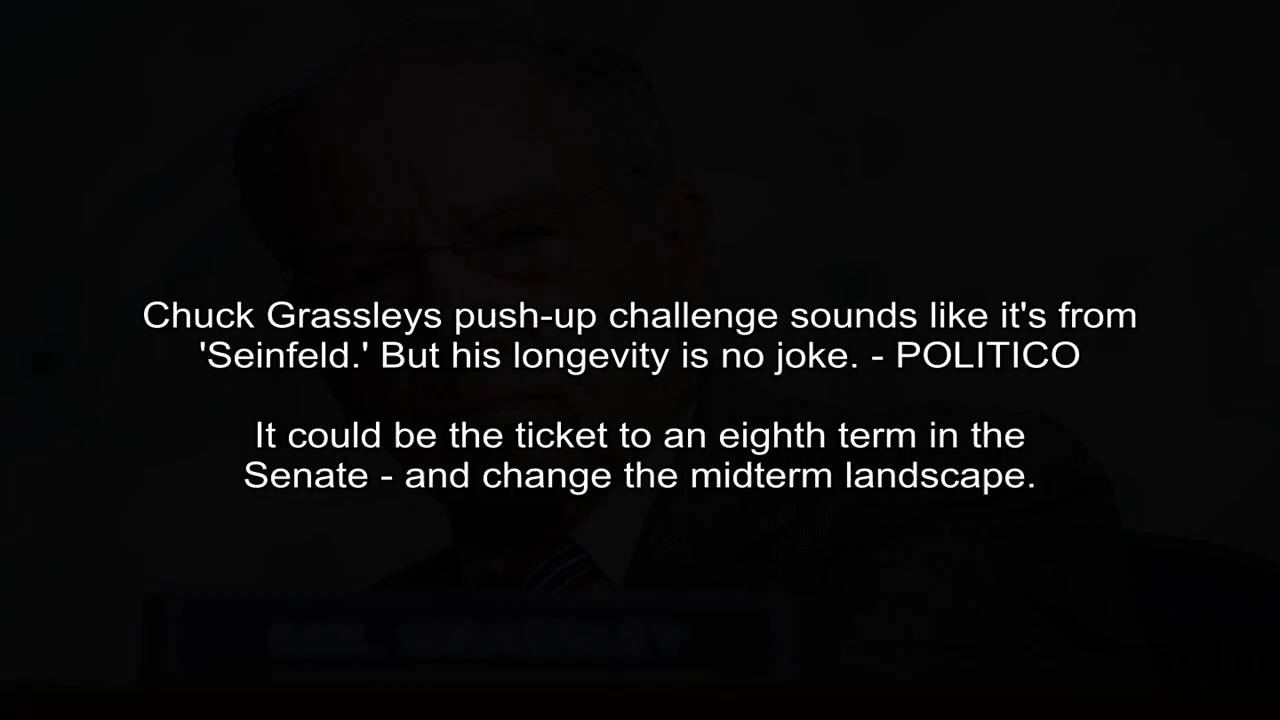 Chuck Grassleys push-up challenge sounds like it's from
'Seinfeld.' But his longevity is no joke. - POLITICO
It could be the ticket to an eighth term in the
Senate - and change the midterm landscape.